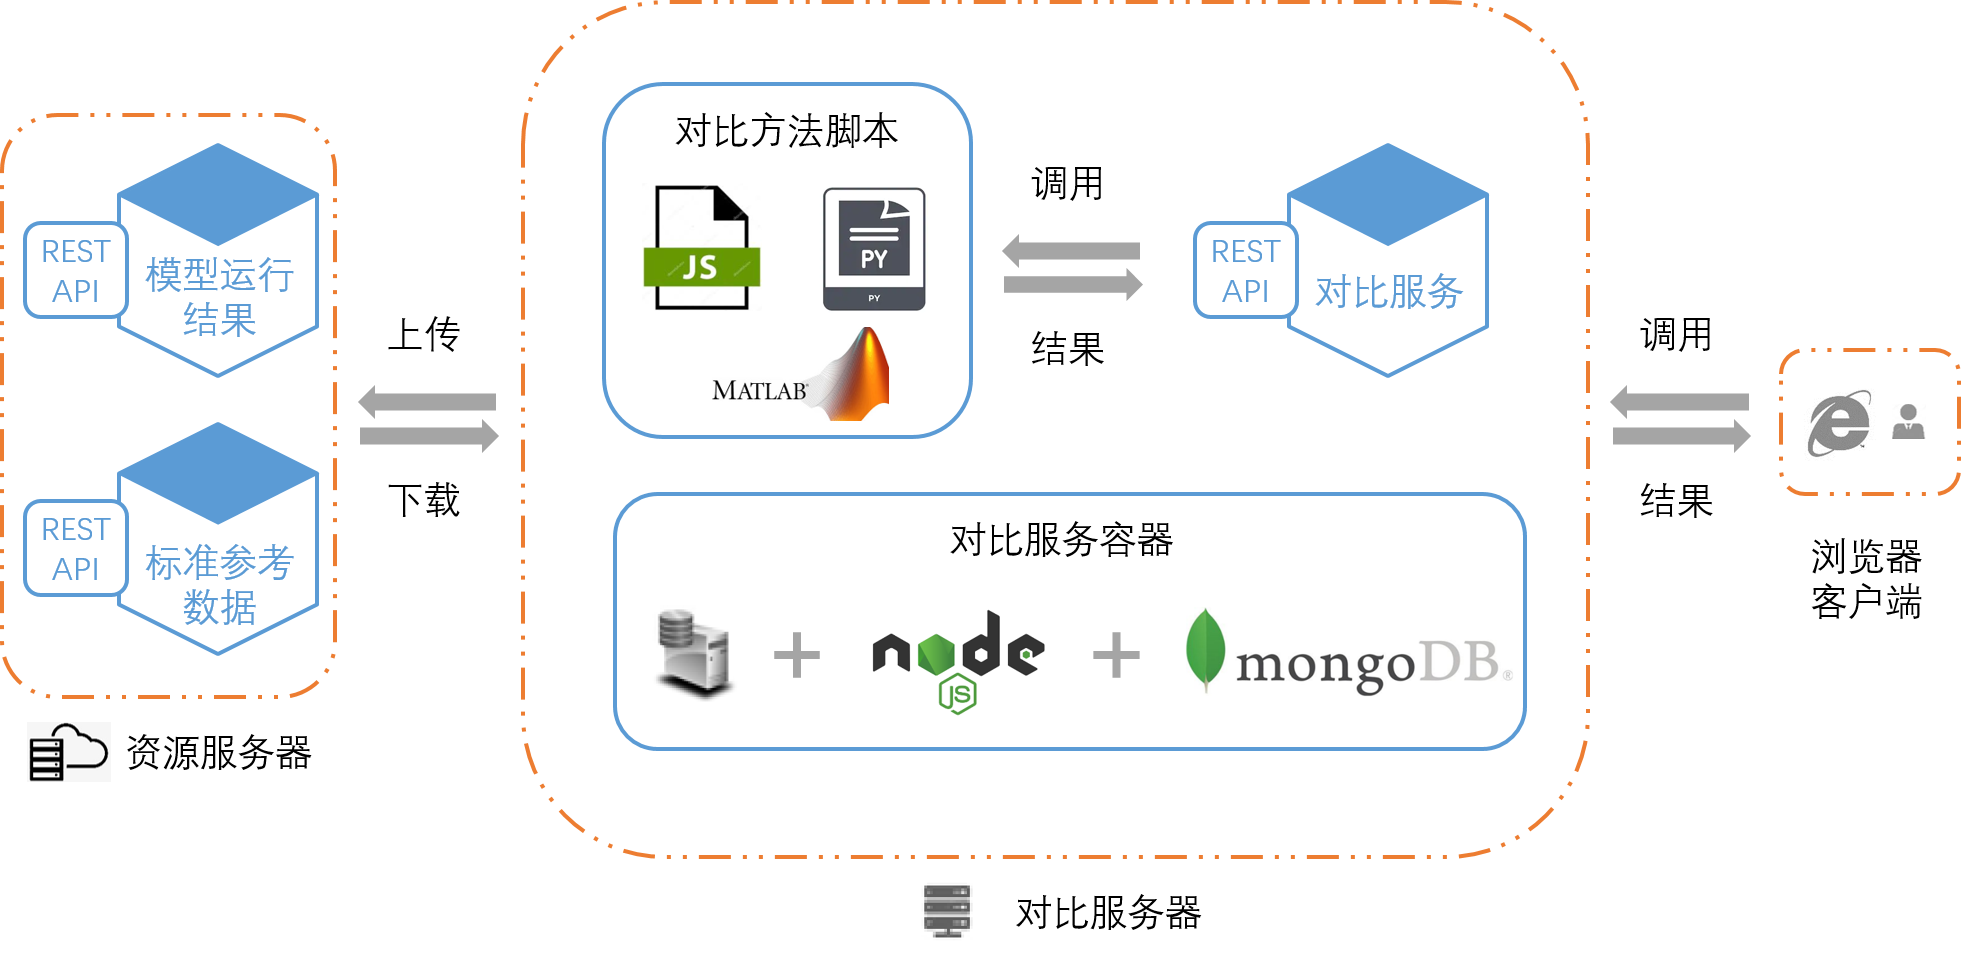 REST
API
模型运行
结果
REST
API
标准参考
数据
资源服务器
上传
下载
对比方法脚本
JS
PY
PY
MATLAB
调用
结果
REST
API
对比服务
对比服务容器
node
JS
mongoDB®
对比服务器
调用
结果
浏览器
客户端